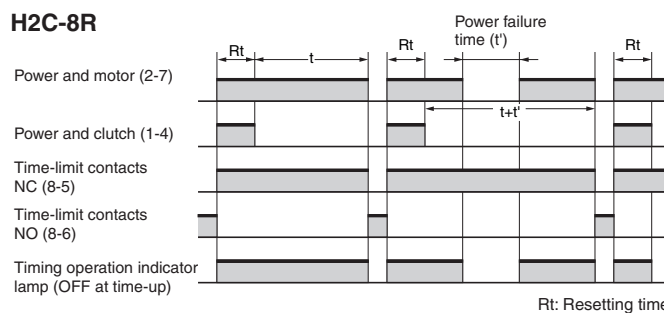 H2C-8R
Power failure
time (t')
Rt
t
Rt
Rt
Power and motor (2-7)
t+t'
Power and clutch (1-4)
Time-limit contacts
NC (8-5)
Time-limit contacts
NO (8-6)
Timing operation indicator
lamp (OFF at time-up)
Rt: Resetting time